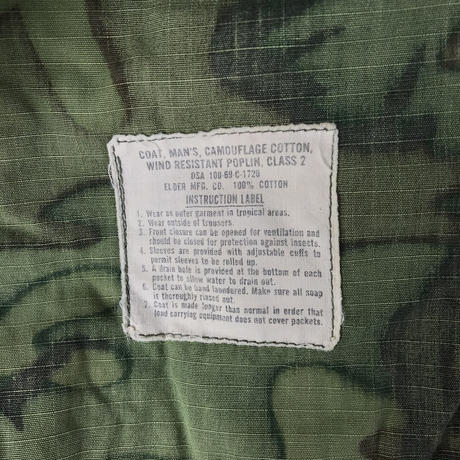 COAT, MAN'S, CAMOUFLAGE COTTON,
WIND RESISTANT POPLIN, CLASS 2
DSA 100-69-C-1720
ELDER MFG. CO. 100% COTTON
INSTRUCTION LABEL
1. Wear as outer garment in tropical areas.
2. Wear outside of trousers.
3. Front closure can be opened for ventilation and
should be closed for protection against insects.
4. Sleeves are provided with adjustable cuffs to
permit sleeves to be rolled up.
5. A drain hole is provided at the bottom of each
pocket to allow water to drain out.
6. Coat can be hand laundered. Make sure all soap
is thoroughly rinsed out.
7. Coat is made longer than normal in order that
load carrying equipment does not cover pockets.